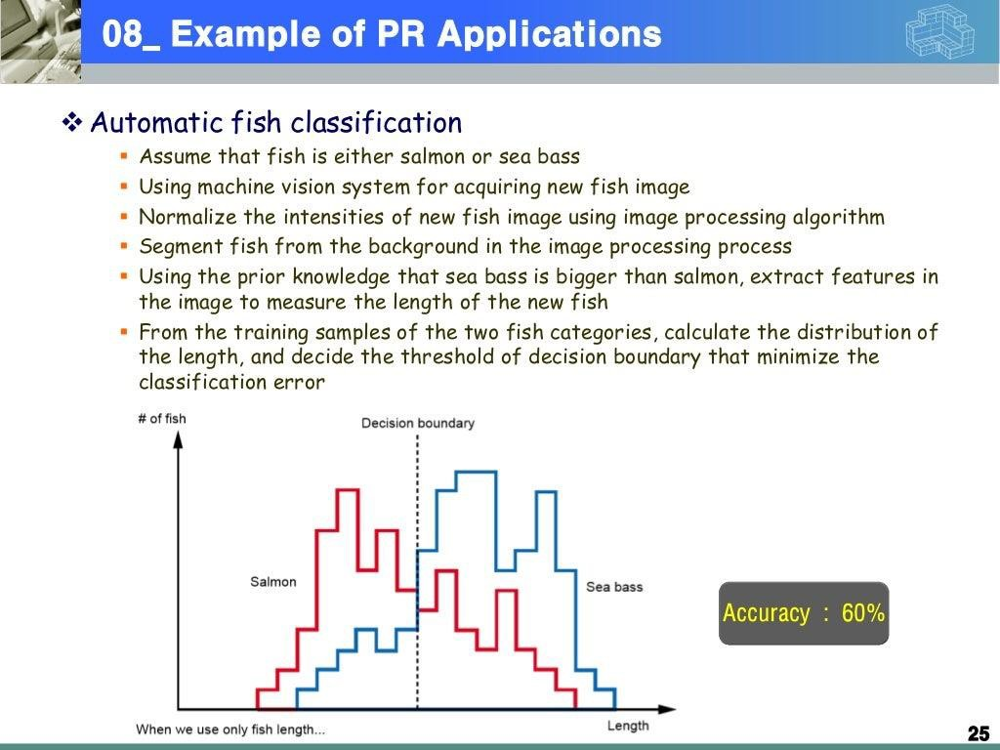 08_ Example of PR Applications
Automatic fish classification
Assume that fish is either salmon or sea bass
Using machine vision system for acquiring new fish image
Normalize the intensities of new fish image using image processing algorithm
Segment fish from the background in the image processing process
Using the prior knowledge that sea bass is bigger than salmon, extract features in
the image to measure the length of the new fish
From the training samples of the two fish categories, calculate the distribution of
the length, and decide the threshold of decision boundary that minimize the
classification error
# of fish
Decision boundary
Salmon
Sea bass
Accuracy : 60%
When we use only fish length...
Length
25